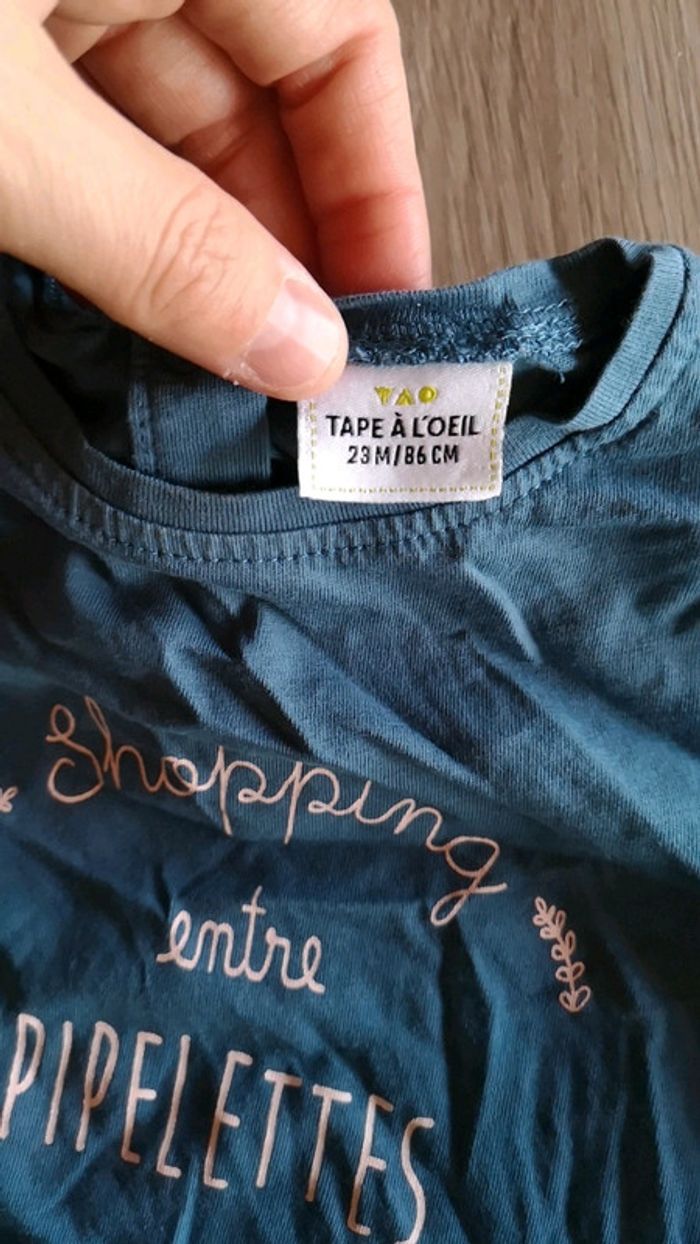 TAO
TAPE À L'OEIL
23M/86CM
shopping
entre
PIPELETTES